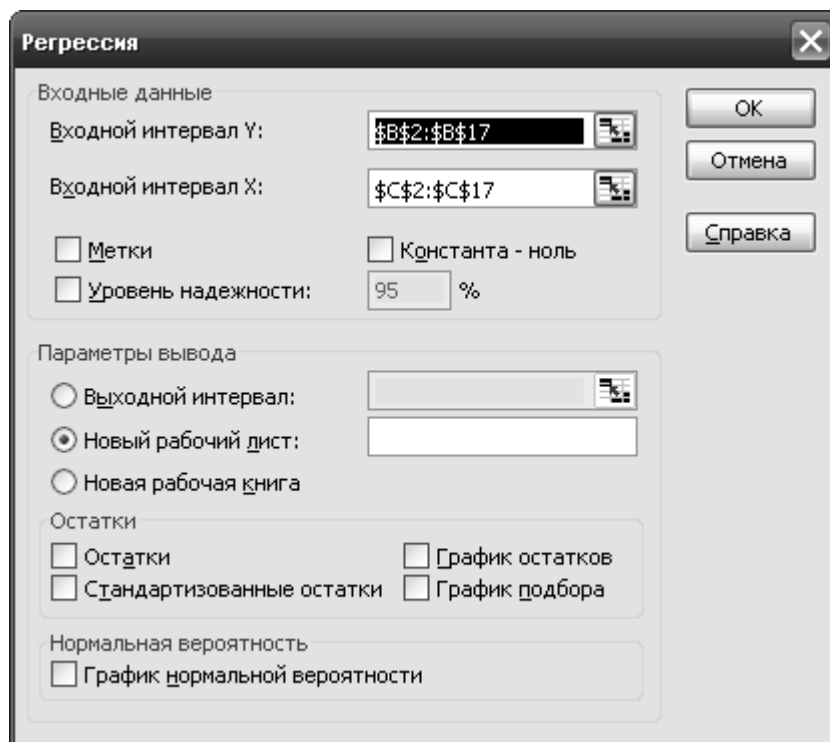 Регрессия
Входные данные
Входной интервал Y: $B$2:$B$17
Входной интервал X: $C$2:$C$17
Метки Константа - ноль
Уровень надежности: 95 %
OK
Отмена
Справка
Параметры вывода
Выходной интервал:
Новый рабочий лист:
Новая рабочая книга
Остатки
Остатки График остатков
Стандартизованные остатки График подбора
Нормальная вероятность
График нормальной вероятности